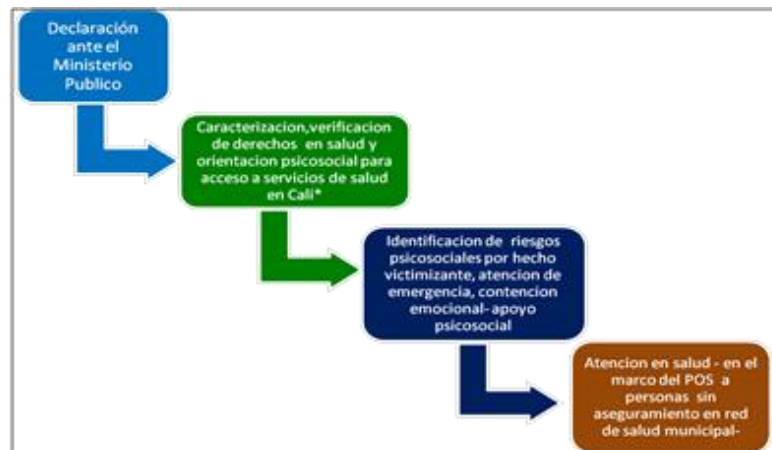 Declaración
ante el
Ministerio
Publico
Caracterizacion,verificacion
de derechos en salud y
orientacion psicosocial para
acceso a servicios de salud
en Cali*
Identificacion de riesgos
psicosociales por hecho
victimizante, atencion de
emergencia, contencion
emocional- apoyo
psicosocial
Atencion en salud - en el
marco del POS a
personas sin
aseguramiento en red
de salud municipal-